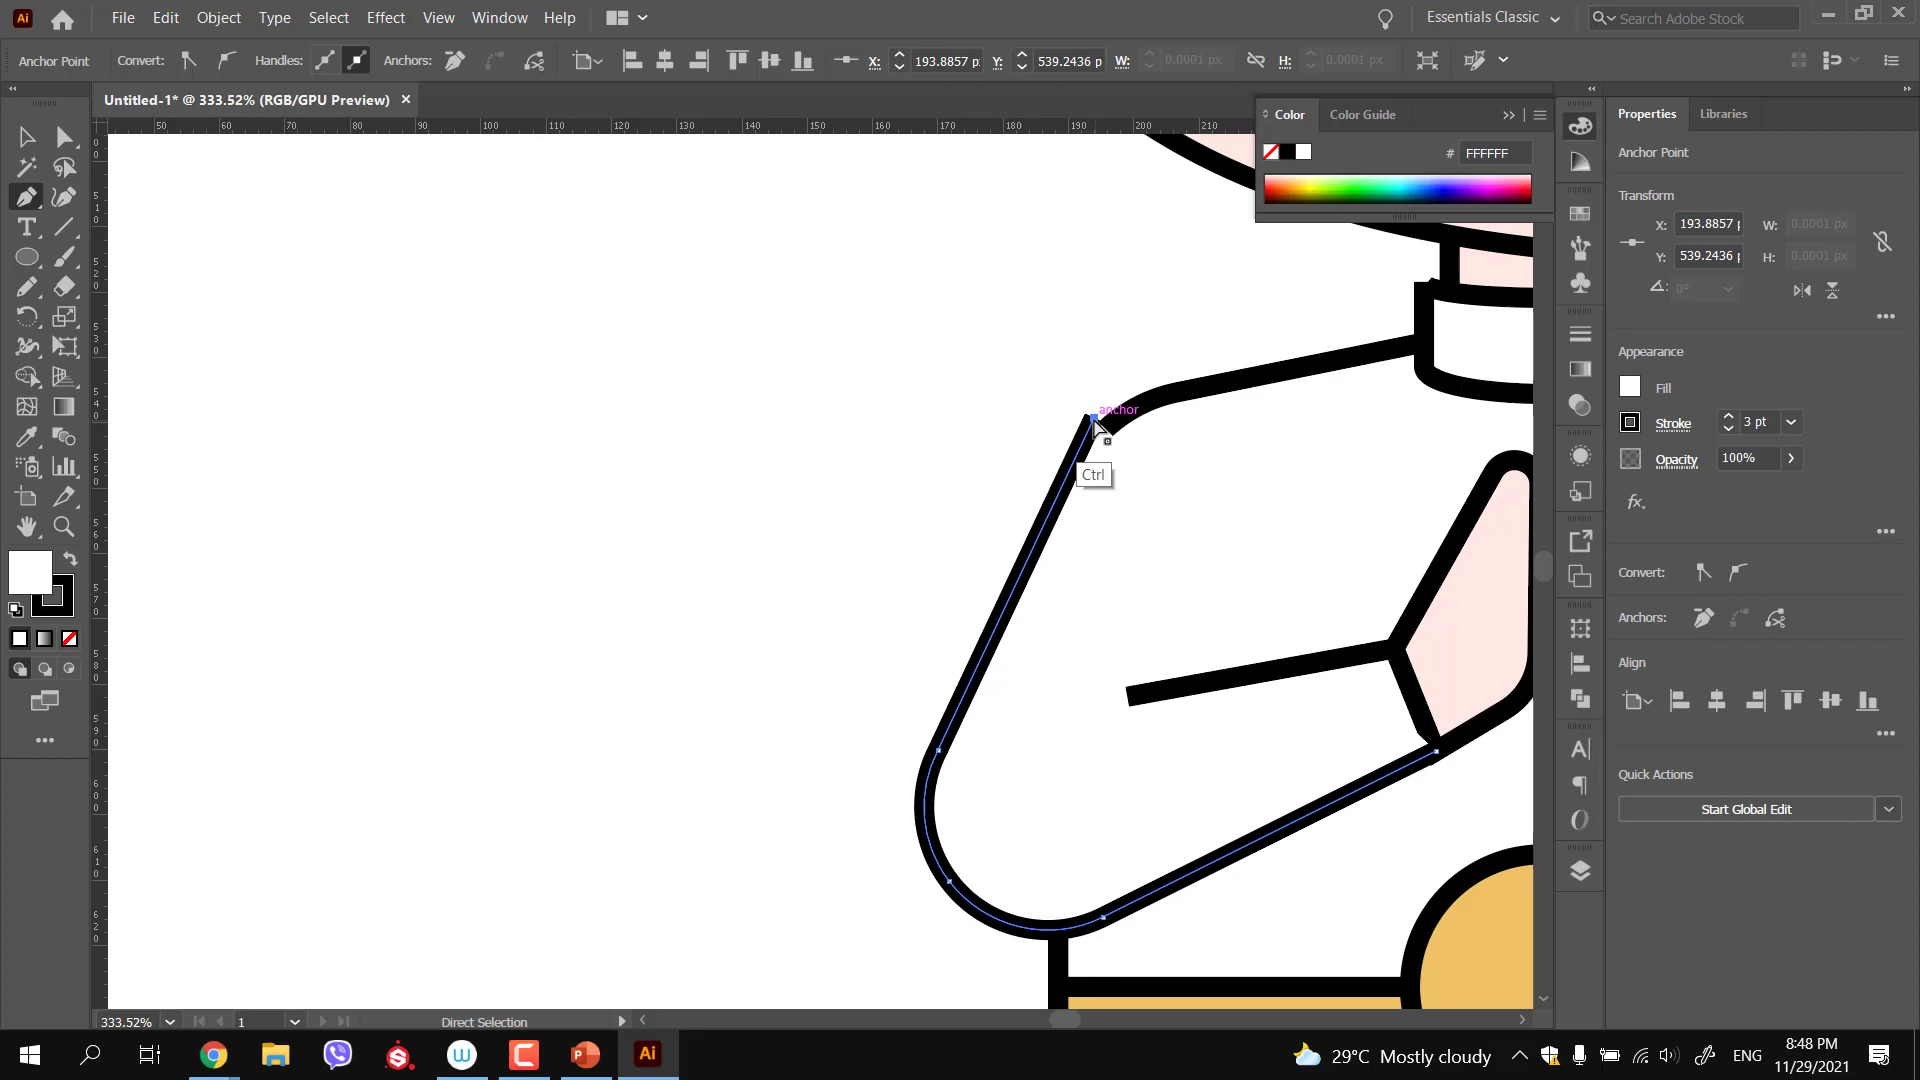 Ai File Edit Object Type Select Effect View Window Help Essentials Classic Search Adobe Stock
Anchor Point Convert: Handles: Anchors: X: 193.8857 p Y: 539.2436 p W: 0.0001 px H: 0.0001 px
Untitled-1* @ 333.52% (RGB/GPU Preview) ×
50 60 70 80 90 100 110 120 130 140 150 160 170 180 190 200 210
Color Color Guide
# FFFFFF
Properties Libraries
Anchor Point
Transform
X: 193.8857 p W: 0.0001 px
Y: 539.2436 p H: 0.0001 px
0°
Appearance
Fill
Stroke 3 pt
Opacity 100%
fx.
Convert:
Anchors:
Align
Quick Actions
Start Global Edit
anchor
Ctrl
333.52% 1 Direct Selection
29°C Mostly cloudy ENG 8:48 PM
11/29/2021